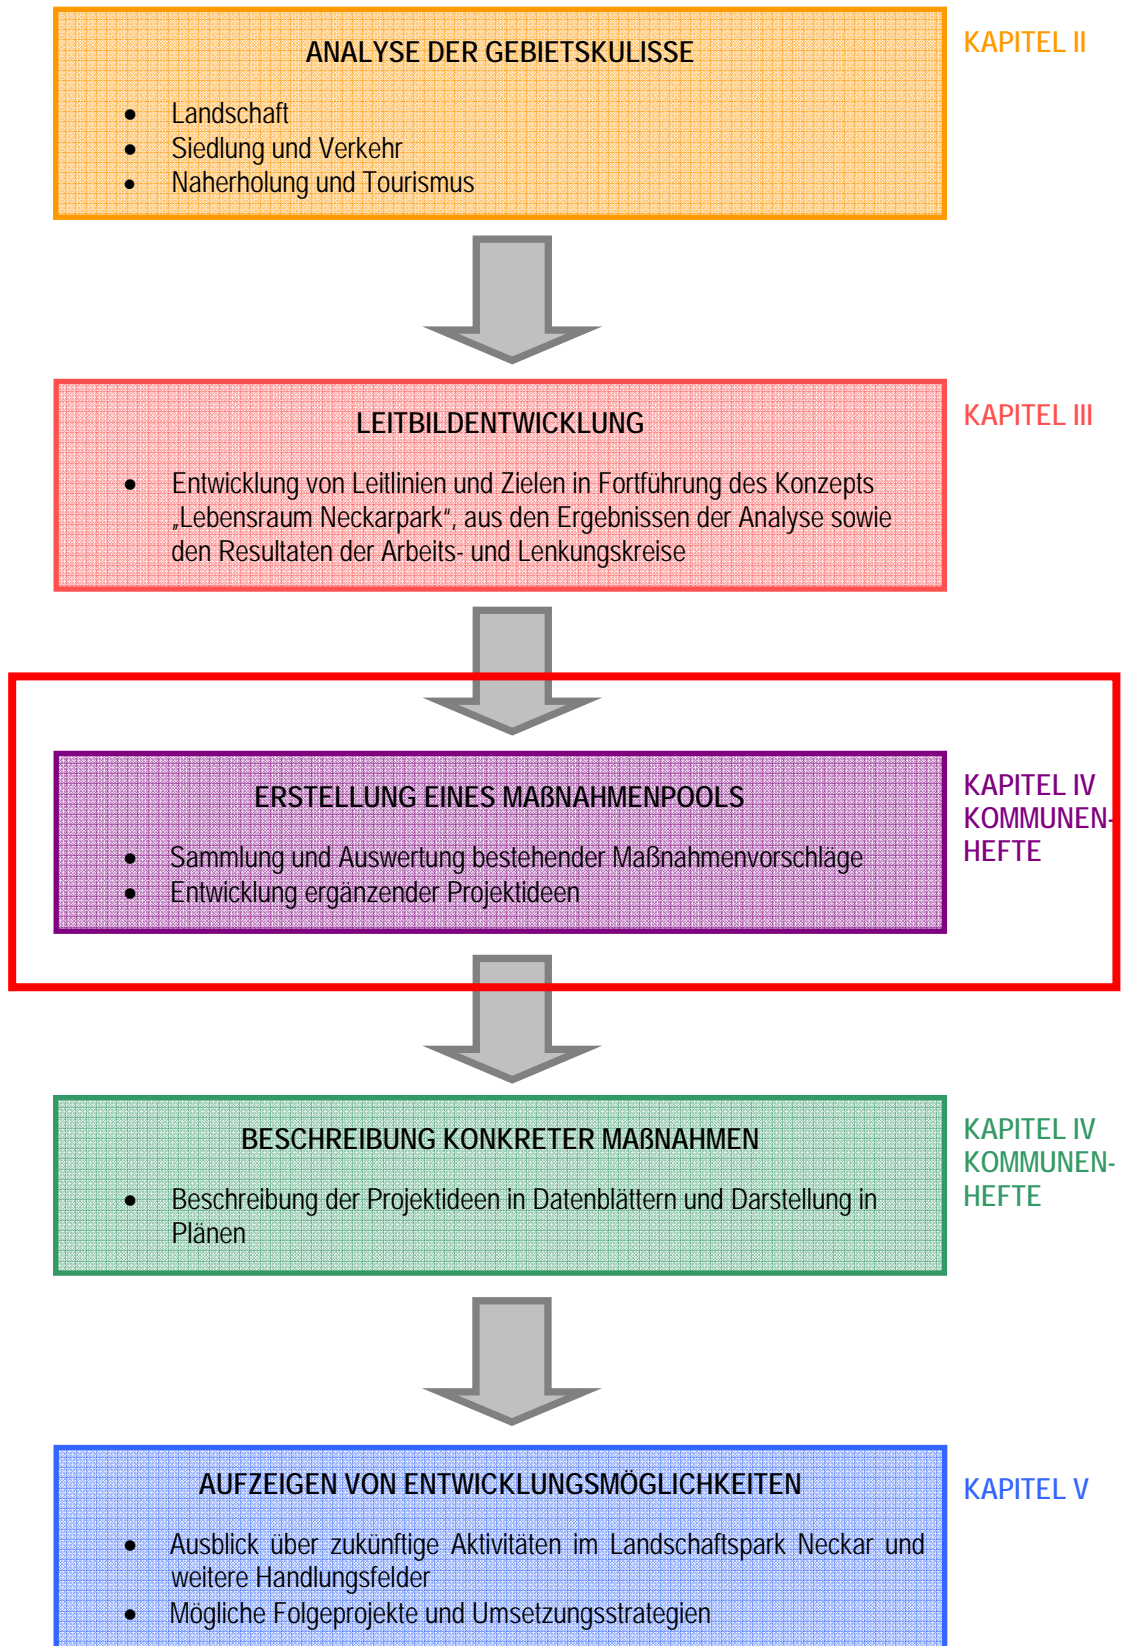 ANALYSE DER GEBIETSKULISSE
KAPITEL II
• Landschaft
• Siedlung und Verkehr
• Naherholung und Tourismus
LEITBILDENTWICKLUNG
KAPITEL III
• Entwicklung von Leitlinien und Zielen in Fortführung des Konzepts
„Lebensraum Neckarpark“, aus den Ergebnissen der Analyse sowie
den Resultaten der Arbeits- und Lenkungskreise
ERSTELLUNG EINES MAßNAHMENPOOLS
KAPITEL IV
KOMMUNEN-
HEFTE
• Sammlung und Auswertung bestehender Maßnahmenvorschläge
• Entwicklung ergänzender Projektideen
BESCHREIBUNG KONKRETER MAßNAHMEN
KAPITEL IV
KOMMUNEN-
HEFTE
• Beschreibung der Projektideen in Datenblättern und Darstellung in
Plänen
AUFZEIGEN VON ENTWICKLUNGSMÖGLICHKEITEN
KAPITEL V
• Ausblick über zukünftige Aktivitäten im Landschaftspark Neckar und
weitere Handlungsfelder
• Mögliche Folgeprojekte und Umsetzungsstrategien